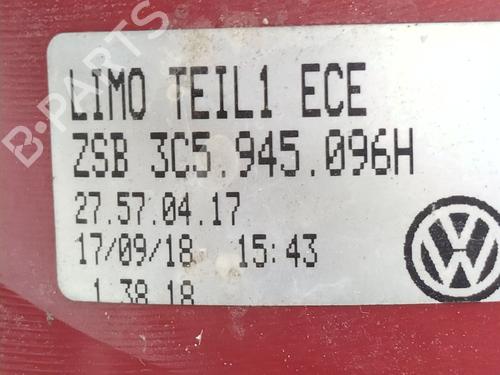 LIMO TEIL1 ECE
ZSB 3C5.945.096H
27.57.04.17
17/09/18 15:43
1.38.18
B-PARTS